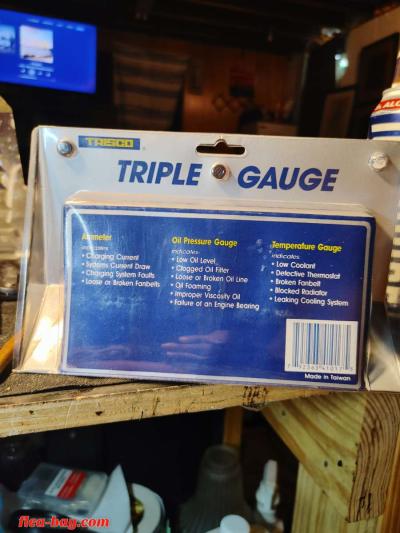 TRISCO
TRIPLE GAUGE
Ammeter
indicates:
• Charging Current
• Systems Current Draw
• Charging System Faults
• Loose or Broken Fanbelts
Oil Pressure Gauge
indicates:
• Low Oil Level
• Clogged Oil Filter
• Loose or Broken Oil Line
• Oil Foaming
• Improper Viscosity Oil
• Failure of an Engine Bearing
Temperature Gauge
indicates:
• Low Coolant
• Defective Thermostat
• Broken Fanbelt
• Blocked Radiator
• Leaking Cooling System
Made in Taiwan
flea-bay.com